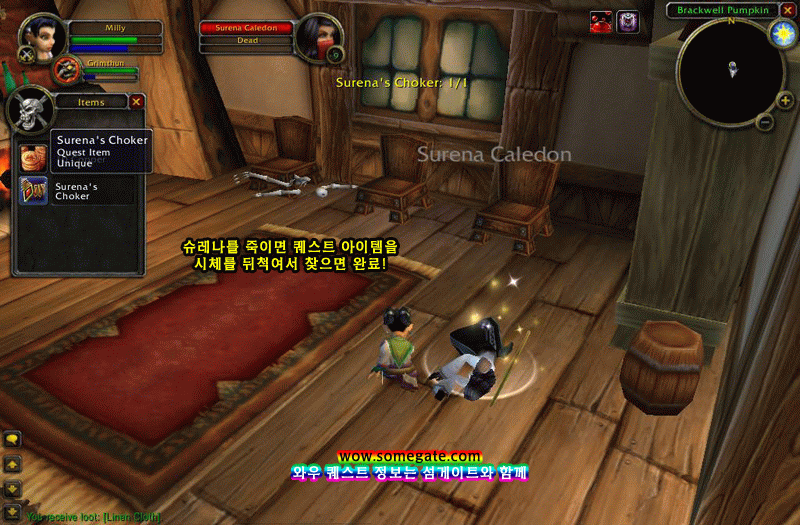 Milly
Surena Caledon
Dead
9
Grimthun
Brackwell Pumpkin
N
Items
Surena's Choker: 1/1
Surena's Choker
Quest Item
Unique
Surena's
Choker
Surena Caledon
슈레나를 죽이면 퀘스트 아이템을
시체를 뒤척여서 찾으면 완료!
wow.somegate.com
와우 퀘스트 정보는 섬게이트와 함께
You receive loot: [Linen Cloth]